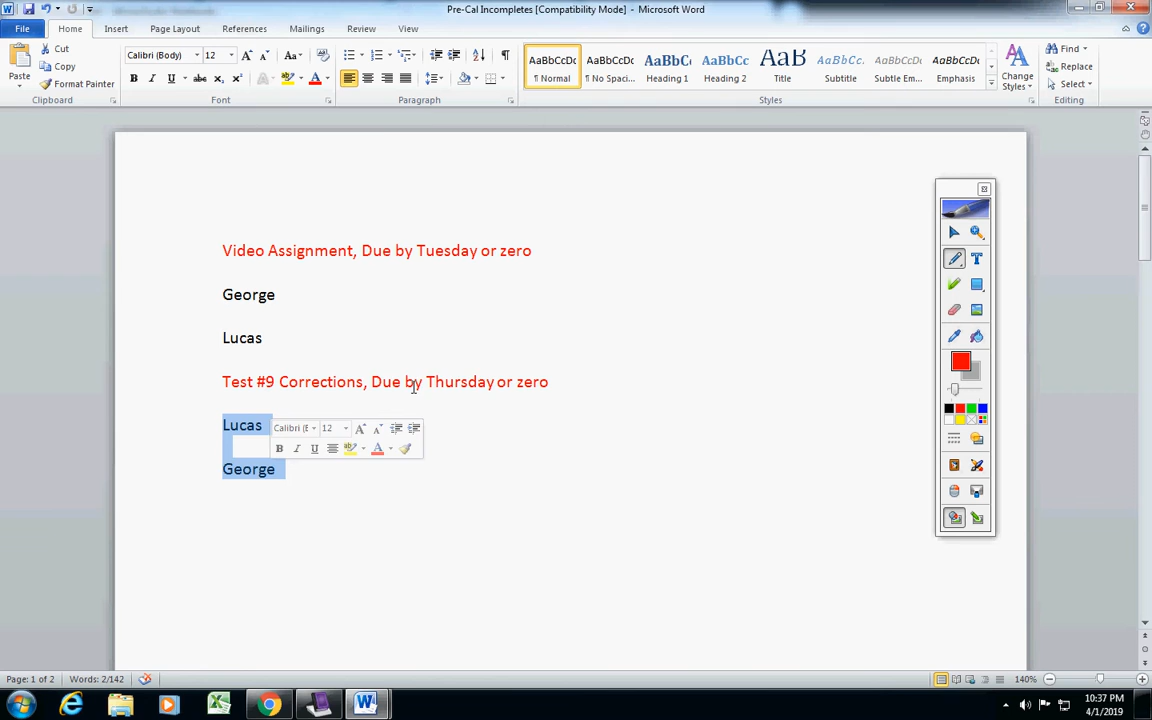 Pre-Cal Incompletes [Compatibility Mode] - Microsoft Word
File Home Insert Page Layout References Mailings Review View
Paste
Cut
Copy
Format Painter
Clipboard
Calibri (Body) 12
Font
Paragraph
AaBbCcDc AaBbCcDc AaBbC AaBbCc AaB AaBbCc. AaBbCcDc AaBbCcDc
¶ Normal ¶ No Spaci... Heading 1 Heading 2 Title Subtitle Subtle Em... Emphasis
Styles
Change Styles
Find
Replace
Select
Editing
Video Assignment, Due by Tuesday or zero
George
Lucas
Test #9 Corrections, Due by Thursday or zero
Lucas
Calibri (E 12
George
Page: 1 of 2 Words: 2/142
140%
10:37 PM
4/1/2019